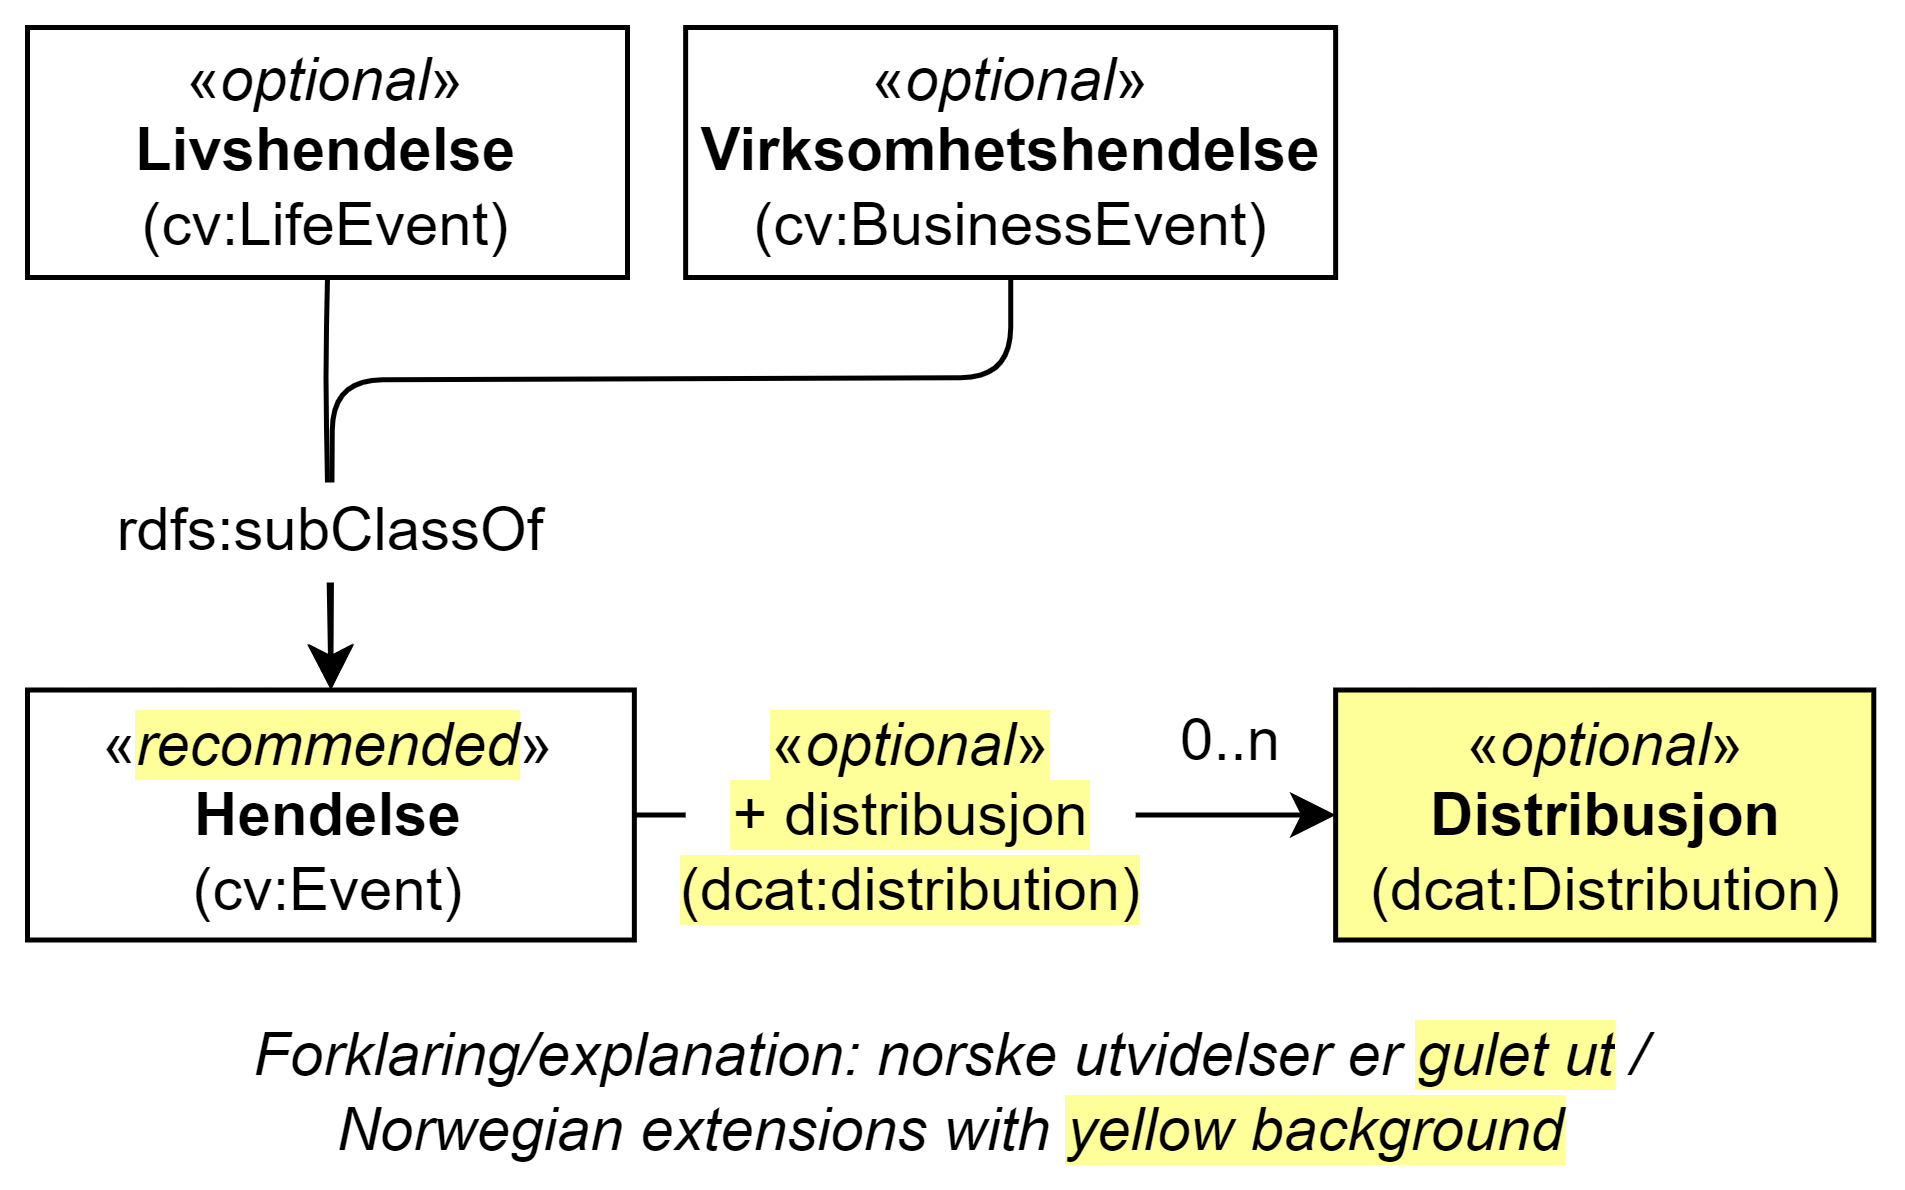 «optional»
Livshendelse
(cv:LifeEvent)
«optional»
Virksomhetshendelse
(cv:BusinessEvent)
rdfs:subClassOf
«recommended»
Hendelse
(cv:Event)
«optional»
+ distribusjon
(dcat:distribution)
0..n
«optional»
Distribusjon
(dcat:Distribution)
Forklaring/explanation: norske utvidelser er gulet ut /
Norwegian extensions with yellow background